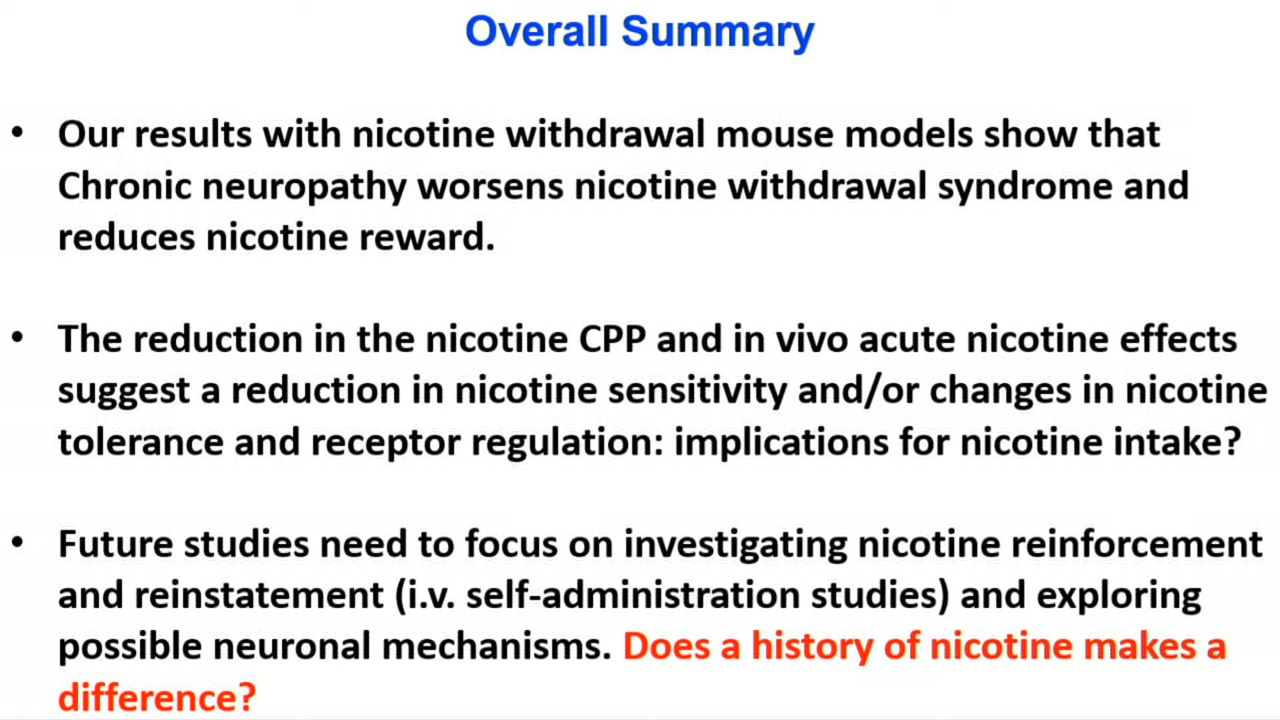 Overall Summary
• Our results with nicotine withdrawal mouse models show that
Chronic neuropathy worsens nicotine withdrawal syndrome and
reduces nicotine reward.
• The reduction in the nicotine CPP and in vivo acute nicotine effects
suggest a reduction in nicotine sensitivity and/or changes in nicotine
tolerance and receptor regulation: implications for nicotine intake?
• Future studies need to focus on investigating nicotine reinforcement
and reinstatement (i.v. self-administration studies) and exploring
possible neuronal mechanisms. Does a history of nicotine makes a
difference?